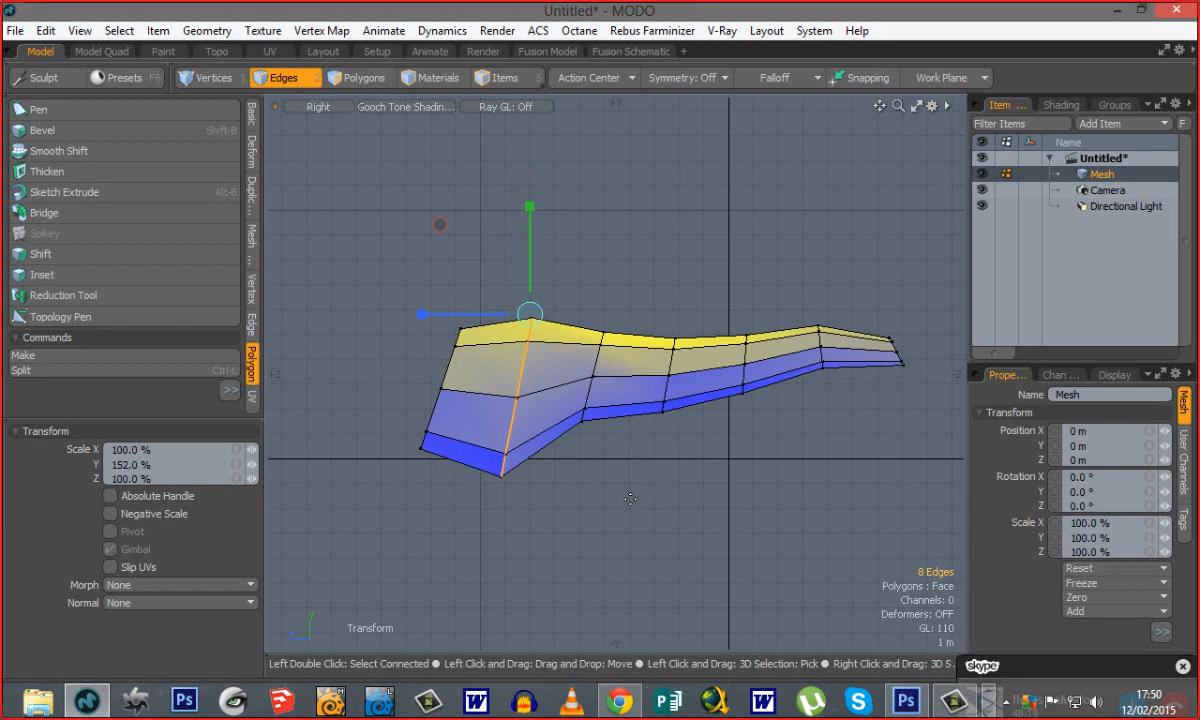 Untitled* - MODO
File Edit View Select Item Geometry Texture Vertex Map Animate Dynamics Render ACS Octane Rebus Farminizer V-Ray Layout System Help
Model Model Quad Paint Topo UV Layout Setup Animate Render Fusion Model Fusion Schematic +
Sculpt Presets F6 Vertices 1 Edges 2 Polygons 3 Materials 4 Items 5 Action Center Symmetry: Off Falloff Snapping Work Plane
Pen
Bevel Shift-B
Smooth Shift
Thicken
Sketch Extrude Alt-B
Bridge
Spikey
Shift
Inset
Reduction Tool
Topology Pen
Commands
Make
Split Ctrl-L
>>
Basic
Deform
Duplic...
Mesh ...
Vertex
Edge
Polygon
UV
Transform
Scale X 100.0 %
Y 152.0 %
Z 100.0 %
Absolute Handle
Negative Scale
Pivot
Gimbal
Slip UVs
Morph None
Normal None
Right Gooch Tone Shadin... Ray GL: Off
+Y
+Z
-Z
-Y
Y
Z
Transform
8 Edges
Polygons : Face
Channels: 0
Deformers: OFF
GL: 110
1 m
Left Double Click: Select Connected ● Left Click and Drag: Drag and Drop: Move ● Left Click and Drag: 3D Selection: Pick ● Right Click and Drag: 3D S...
Item ... Shading Groups
Filter Items Add Item F
Name
Untitled*
Mesh
Camera
Directional Light
Prope... Chan ... Display
Name Mesh
Transform
Position X 0 m
Y 0 m
Z 0 m
Rotation X 0.0 °
Y 0.0 °
Z 0.0 °
Scale X 100.0 %
Y 100.0 %
Z 100.0 %
Reset
Freeze
Zero
Add
>>
Mesh
User Channels
Tags
skype
17:50
12/02/2015